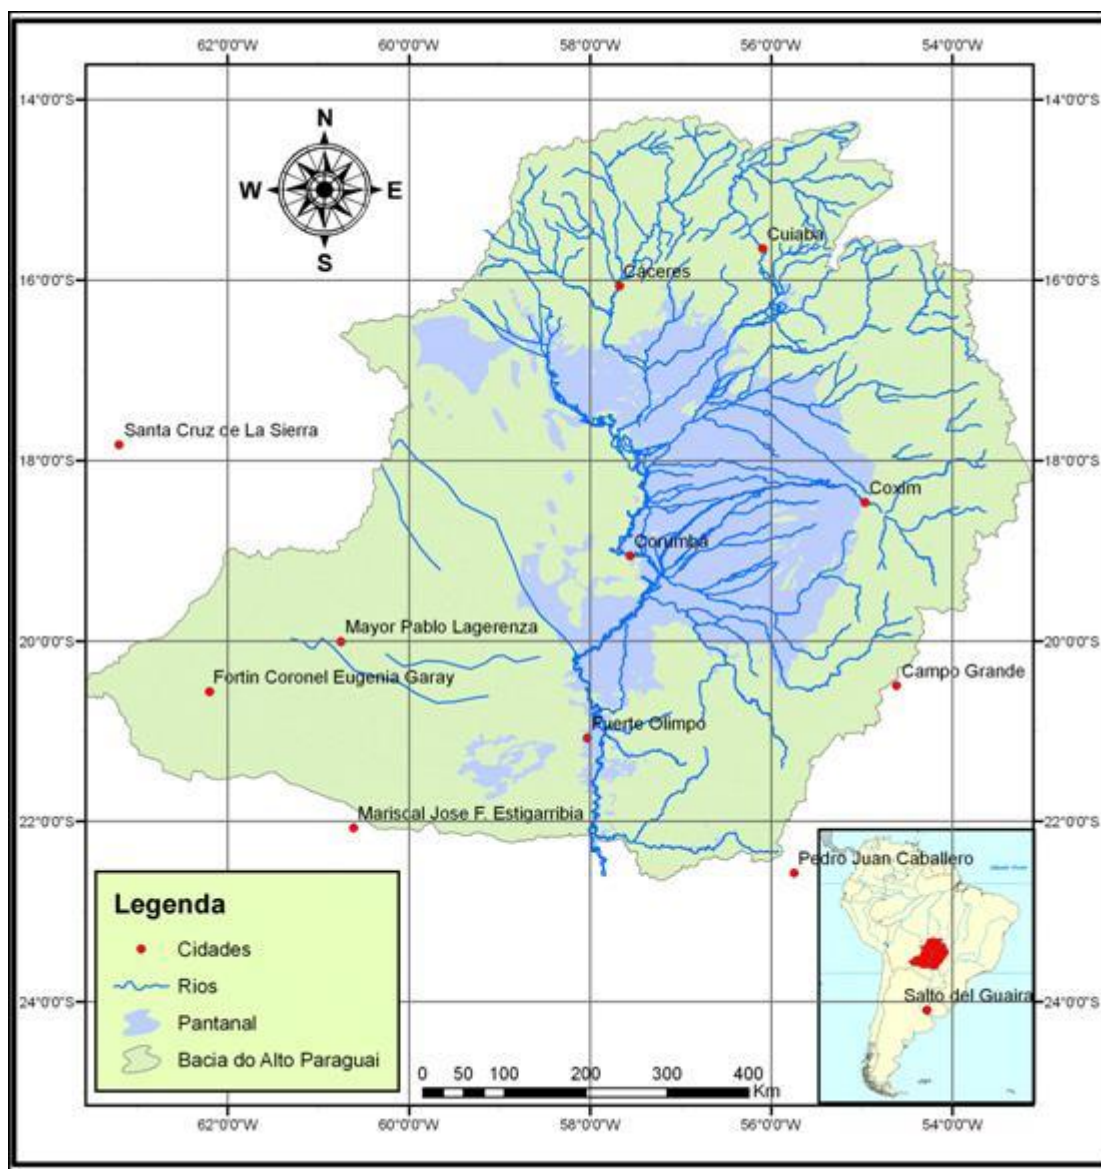 62°0'0"W 60°0'0"W 58°0'0"W 56°0'0"W 54°0'0"W
14°0'0"S 14°0'0"S
N
W E
S
Cuiaba
Caceres
16°0'0"S 16°0'0"S
Santa Cruz de La Sierra
18°0'0"S 18°0'0"S
Coxim
Corumba
Mayor Pablo Lagerenza
20°0'0"S 20°0'0"S
Fortin Coronel Eugenia Garay
Campo Grande
Fuerte Olimpo
Mariscal Jose F. Estigarribia
22°0'0"S 22°0'0"S
Pedro Juan Caballero
Legenda
Cidades
Rios
Pantanal
Bacia do Alto Paraguai
24°0'0"S 24°0'0"S
Salto del Guaira
0 50 100 200 300 400
Km
62°0'0"W 60°0'0"W 58°0'0"W 56°0'0"W 54°0'0"W